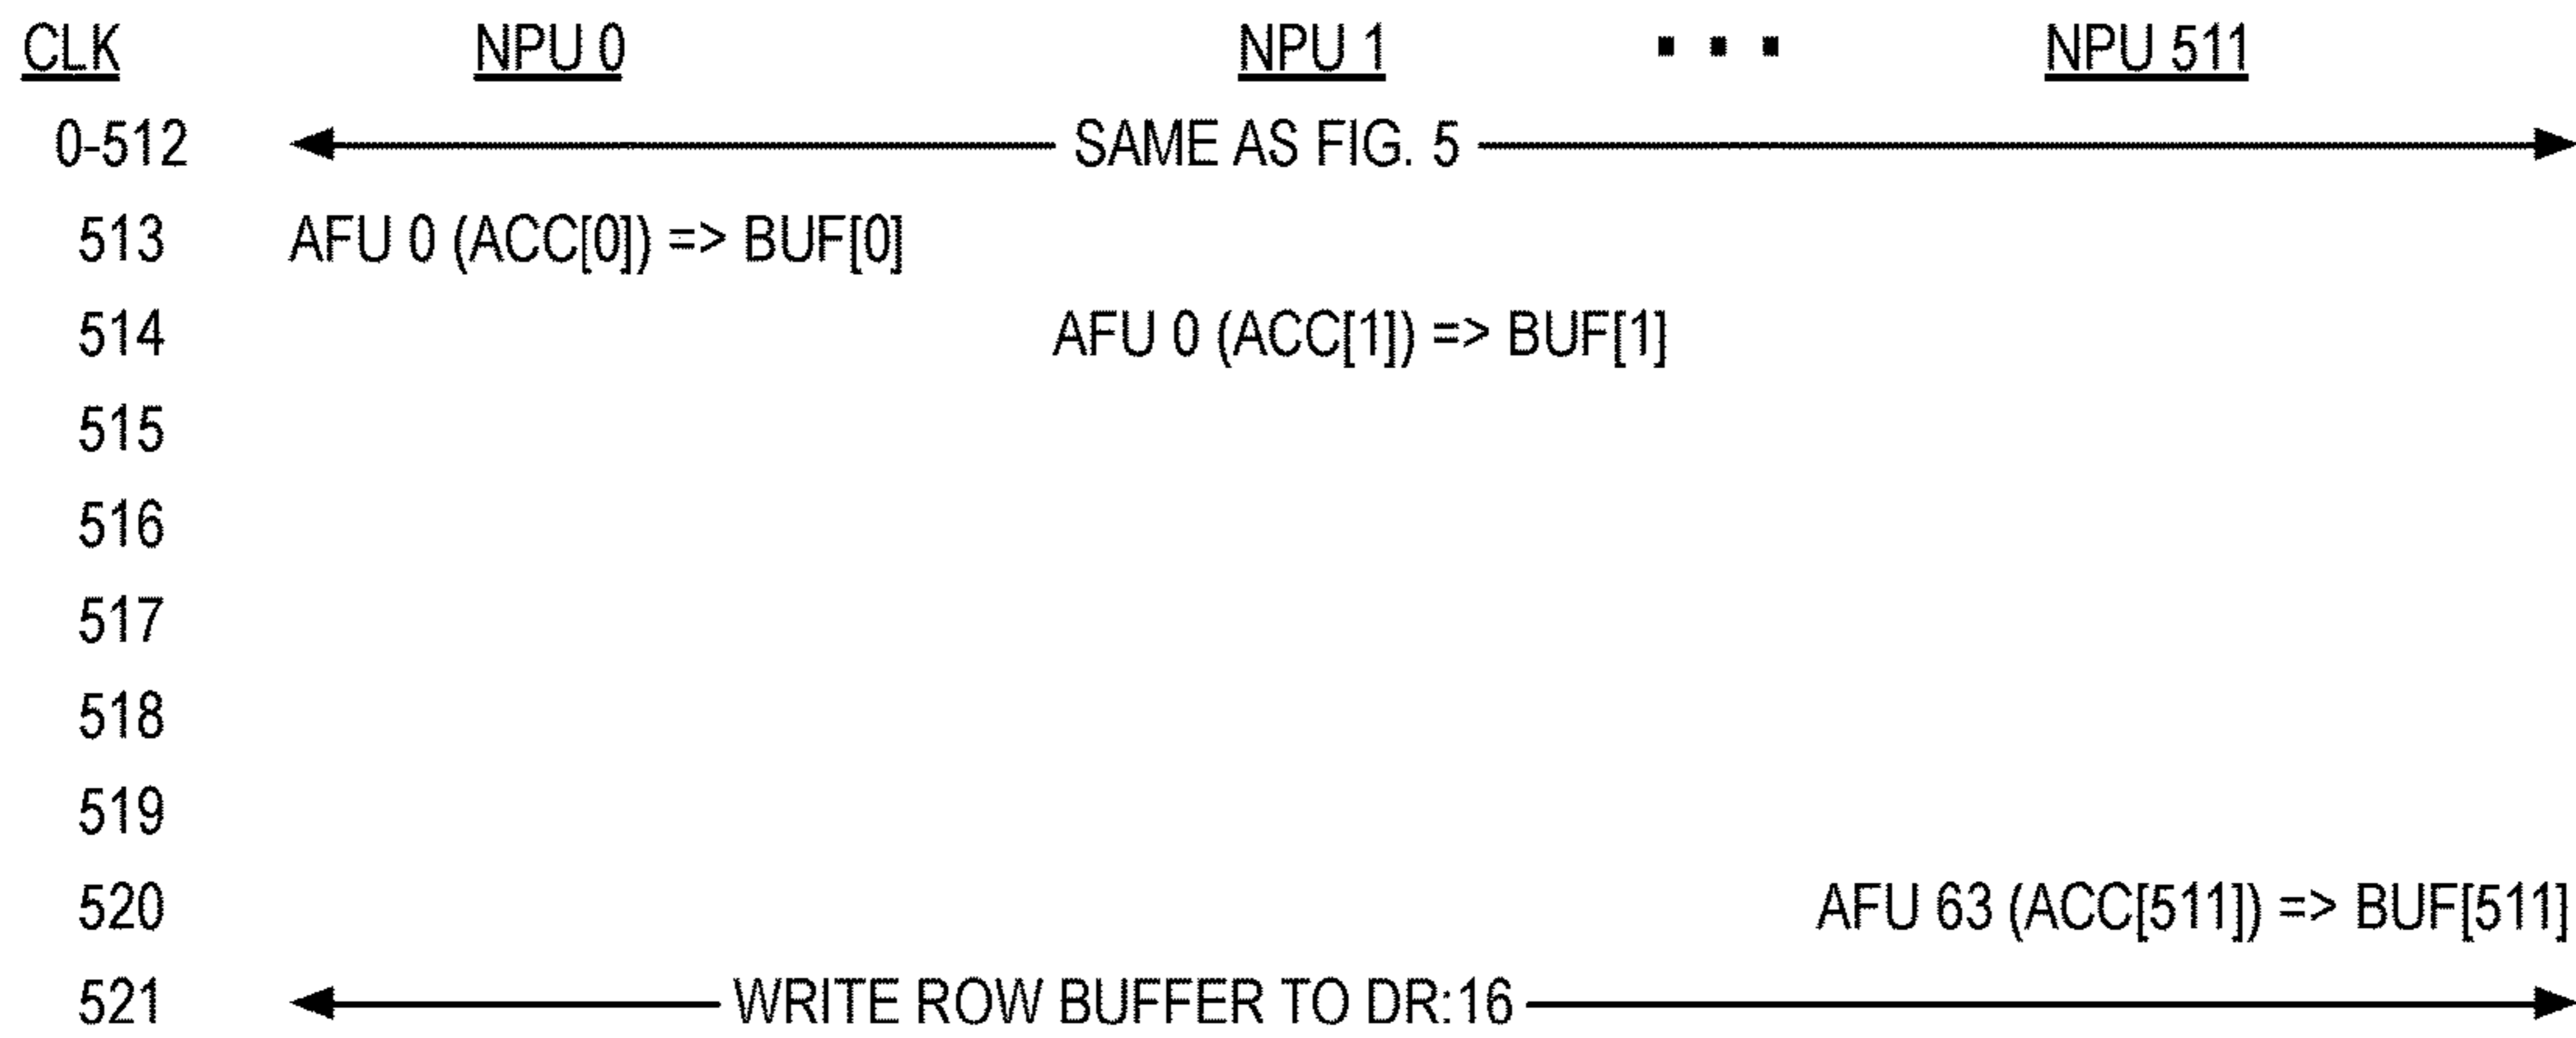 CLK NPU 0 NPU 1 ... NPU 511
0-512 SAME AS FIG. 5
513 AFU 0 (ACC[0]) => BUF[0]
514 AFU 0 (ACC[1]) => BUF[1]
515
516
517
518
519
520 AFU 63 (ACC[511]) => BUF[511]
521 WRITE ROW BUFFER TO DR:16